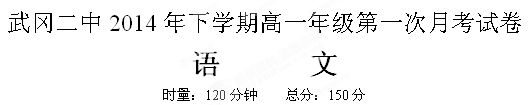 武冈二中 2014 年下学期高一年级第一次月考试卷
语 文
时量：120 分钟 总分：150 分